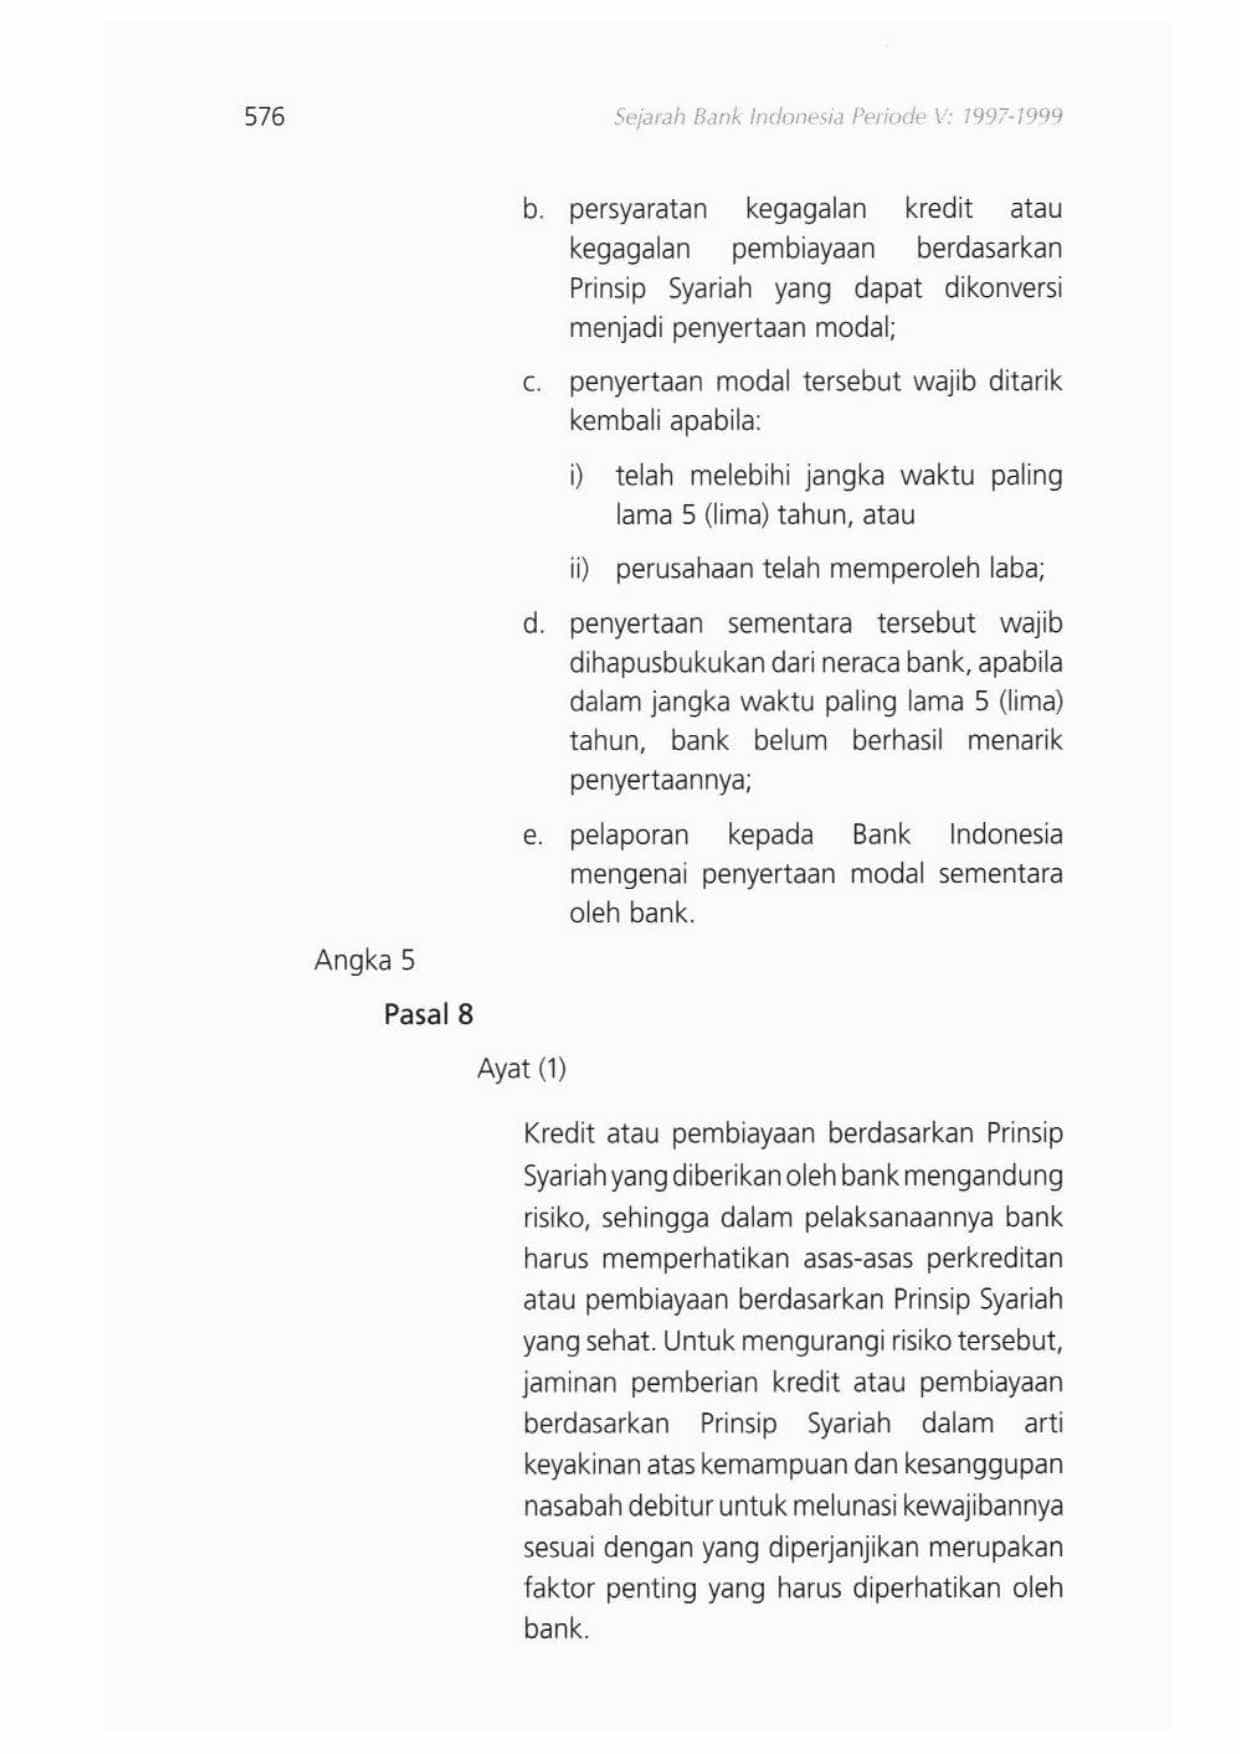 576
Sejarah Bank Indonesia Periode V: 1997-1999
b. persyaratan kegagalan kredit atau
kegagalan pembiayaan berdasarkan
Prinsip Syariah yang dapat dikonversi
menjadi penyertaan modal;
c. penyertaan modal tersebut wajib ditarik
kembali apabila:
i) telah melebihi jangka waktu paling
lama 5 (lima) tahun, atau
ii) perusahaan telah memperoleh laba;
d. penyertaan sementara tersebut wajib
dihapusbukukan dari neraca bank, apabila
dalam jangka waktu paling lama 5 (lima)
tahun, bank belum berhasil menarik
penyertaannya;
e. pelaporan kepada Bank Indonesia
mengenai penyertaan modal sementara
oleh bank.
Angka 5
Pasal 8
Ayat (1)
Kredit atau pembiayaan berdasarkan Prinsip
Syariah yang diberikan oleh bank mengandung
risiko, sehingga dalam pelaksanaannya bank
harus memperhatikan asas-asas perkreditan
atau pembiayaan berdasarkan Prinsip Syariah
yang sehat. Untuk mengurangi risiko tersebut,
jaminan pemberian kredit atau pembiayaan
berdasarkan Prinsip Syariah dalam arti
keyakinan atas kemampuan dan kesanggupan
nasabah debitur untuk melunasi kewajibannya
sesuai dengan yang diperjanjikan merupakan
faktor penting yang harus diperhatikan oleh
bank.